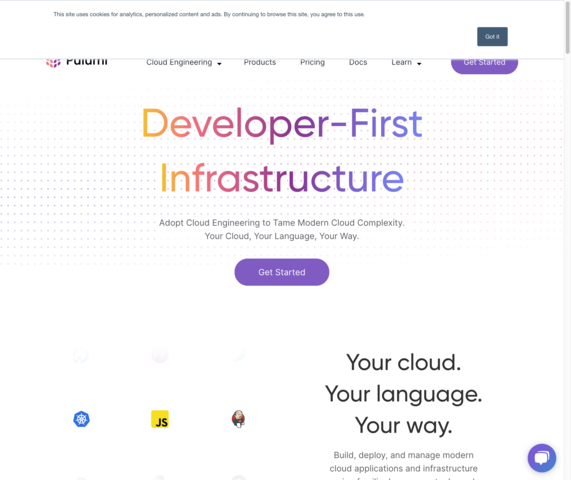 This site uses cookies for analytics, personalized content and ads. By continuing to browse this site, you agree to this use.
Got it
Pulumi
Cloud Engineering
Products
Pricing
Docs
Learn
Get Started
Developer-First
Infrastructure
Adopt Cloud Engineering to Tame Modern Cloud Complexity.
Your Cloud, Your Language, Your Way.
Get Started
JS
Your cloud.
Your language.
Your way.
Build, deploy, and manage modern
cloud applications and infrastructure